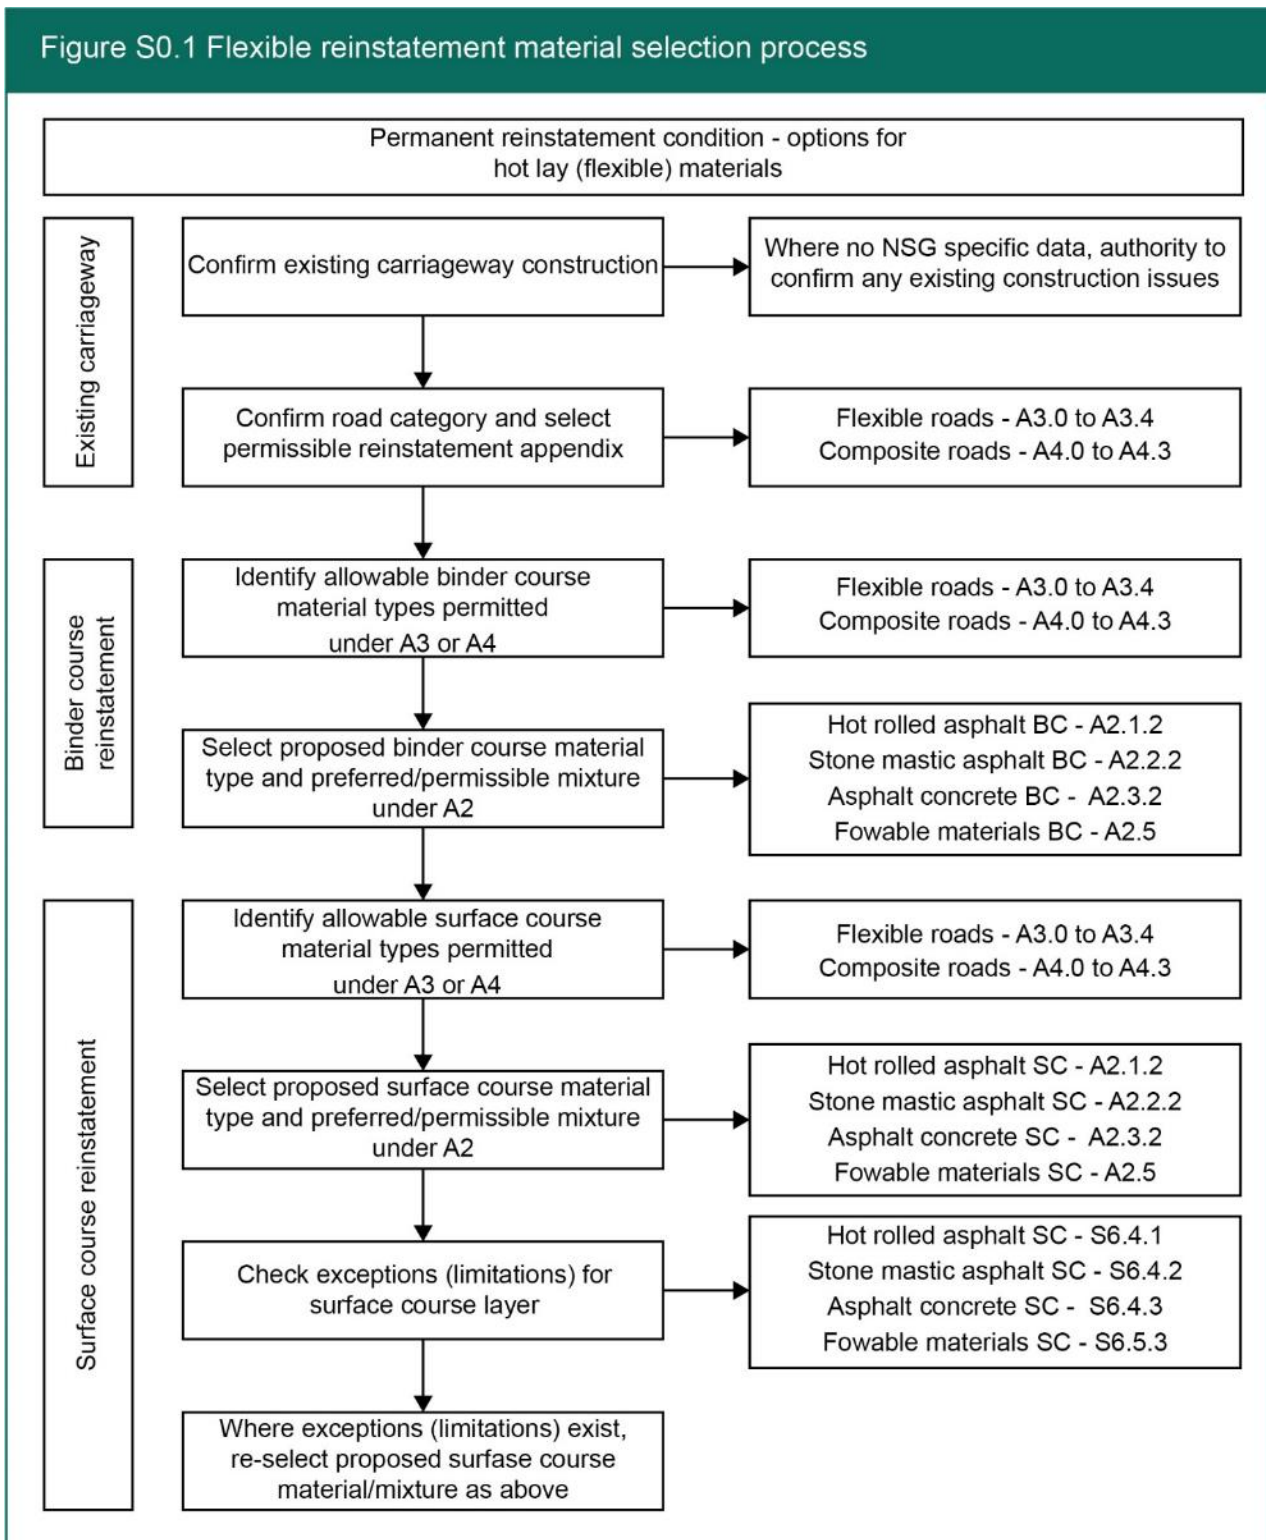 Figure S0.1 Flexible reinstatement material selection process
Permanent reinstatement condition - options for
hot lay (flexible) materials
Existing carriageway
Confirm existing carriageway construction
Where no NSG specific data, authority to
confirm any existing construction issues
Confirm road category and select
permissible reinstatement appendix
Flexible roads - A3.0 to A3.4
Composite roads - A4.0 to A4.3
Binder course
reinstatement
Identify allowable binder course
material types permitted
under A3 or A4
Flexible roads - A3.0 to A3.4
Composite roads - A4.0 to A4.3
Select proposed binder course material
type and preferred/permissible mixture
under A2
Hot rolled asphalt BC - A2.1.2
Stone mastic asphalt BC - A2.2.2
Asphalt concrete BC - A2.3.2
Fowable materials BC - A2.5
Surface course reinstatement
Identify allowable surface course
material types permitted
under A3 or A4
Flexible roads - A3.0 to A3.4
Composite roads - A4.0 to A4.3
Select proposed surface course material
type and preferred/permissible mixture
under A2
Hot rolled asphalt SC - A2.1.2
Stone mastic asphalt SC - A2.2.2
Asphalt concrete SC - A2.3.2
Fowable materials SC - A2.5
Check exceptions (limitations) for
surface course layer
Hot rolled asphalt SC - S6.4.1
Stone mastic asphalt SC - S6.4.2
Asphalt concrete SC - S6.4.3
Fowable materials SC - S6.5.3
Where exceptions (limitations) exist,
re-select proposed surfase course
material/mixture as above